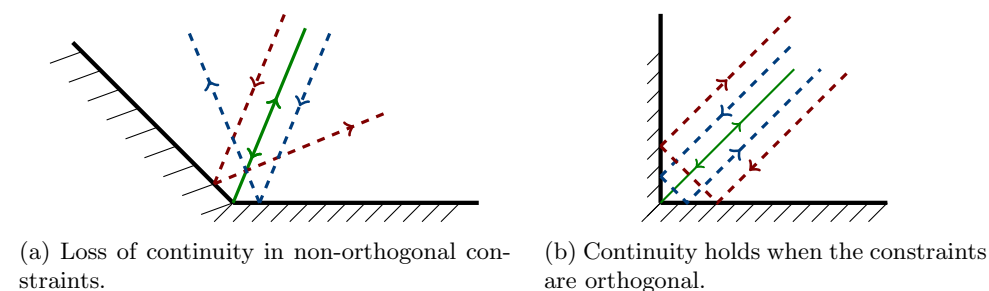 (a) Loss of continuity in non-orthogonal con-
straints.
(b) Continuity holds when the constraints
are orthogonal.